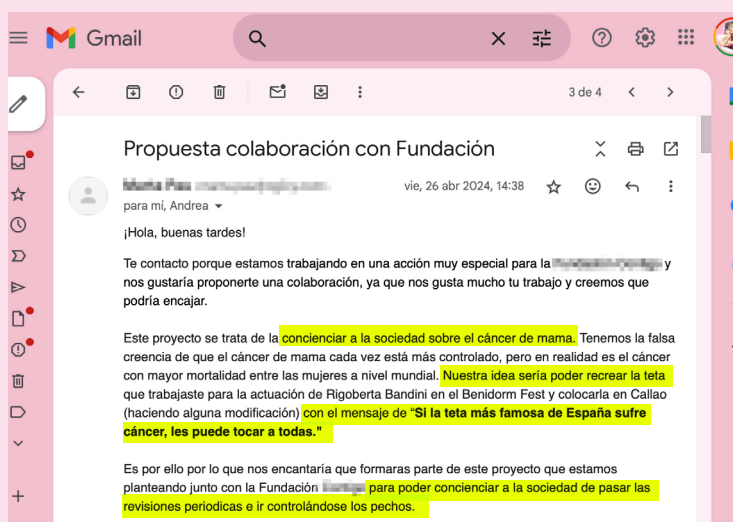 Gmail
3 de 4
Propuesta colaboración con Fundación
vie, 26 abr 2024, 14:38
para mí, Andrea
¡Hola, buenas tardes!
Te contacto porque estamos trabajando en una acción muy especial para la y
nos gustaría proponerte una colaboración, ya que nos gusta mucho tu trabajo y creemos que
podría encajar.
Este proyecto se trata de la concienciar a la sociedad sobre el cáncer de mama. Tenemos la falsa
creencia de que el cáncer de mama cada vez está más controlado, pero en realidad es el cáncer
con mayor mortalidad entre las mujeres a nivel mundial. Nuestra idea sería poder recrear la teta
que trabajaste para la actuación de Rigoberta Bandini en el Benidorm Fest y colocarla en Callao
(haciendo alguna modificación) con el mensaje de “Si la teta más famosa de España sufre
cáncer, les puede tocar a todas."
Es por ello por lo que nos encantaría que formaras parte de este proyecto que estamos
planteando junto con la Fundación para poder concienciar a la sociedad de pasar las
revisiones periodicas e ir controlándose los pechos.